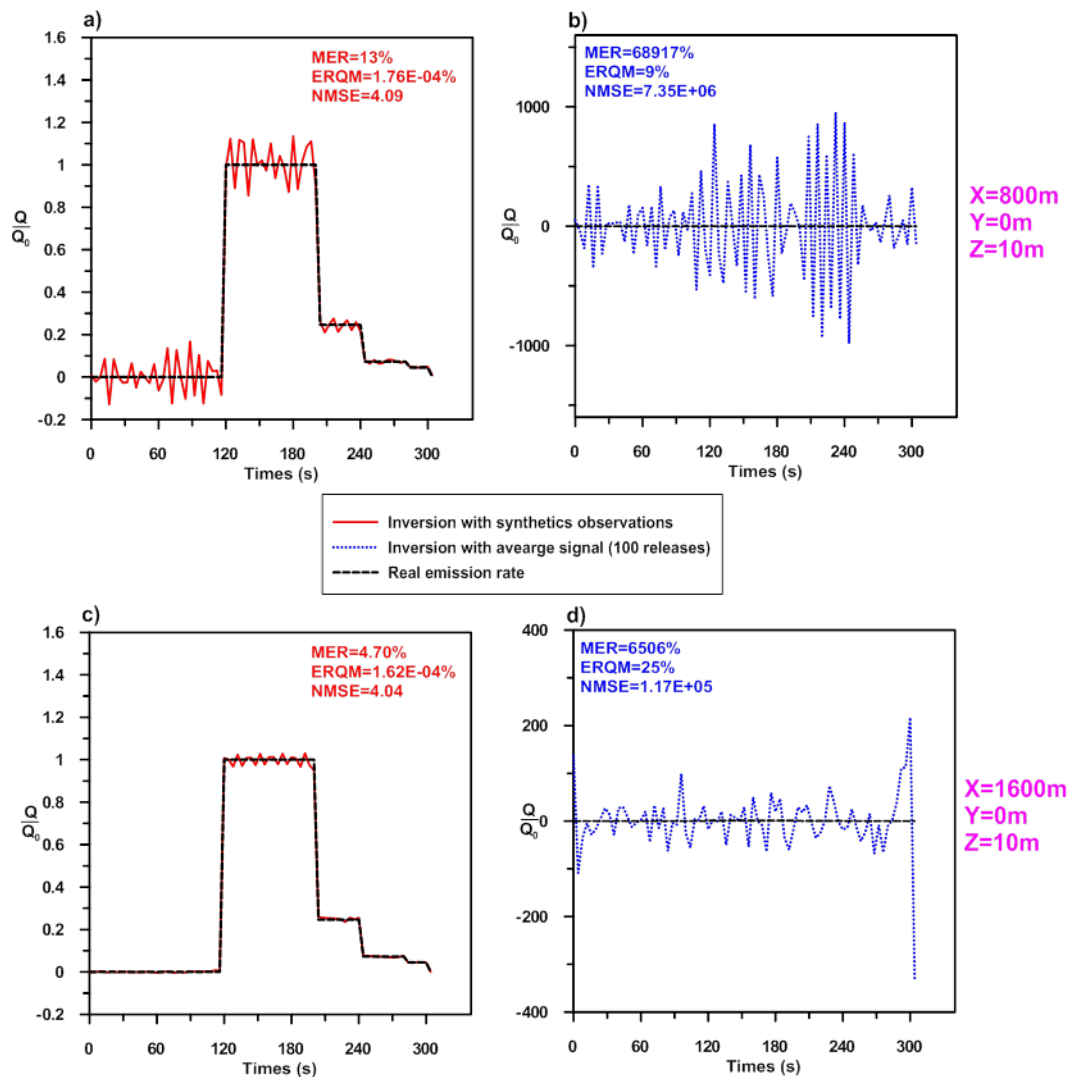 a)
MER=13%
ERQM=1.76E-04%
NMSE=4.09
1.6
1.4
1.2
1
0.8
0.6
0.4
0.2
0
-0.2
Q
Q0
0
60
120
180
240
300
Times (s)
b)
MER=68917%
ERQM=9%
NMSE=7.35E+06
1000
0
-1000
Q
Q0
0
60
120
180
240
300
Times (s)
X=800m
Y=0m
Z=10m
Inversion with synthetics observations
Inversion with avearge signal (100 releases)
Real emission rate
c)
MER=4.70%
ERQM=1.62E-04%
NMSE=4.04
1.6
1.4
1.2
1
0.8
0.6
0.4
0.2
0
-0.2
Q
Q0
0
60
120
180
240
300
Times (s)
d)
MER=6506%
ERQM=25%
NMSE=1.17E+05
400
200
0
-200
-400
Q
Q0
0
60
120
180
240
300
Times (s)
X=1600m
Y=0m
Z=10m